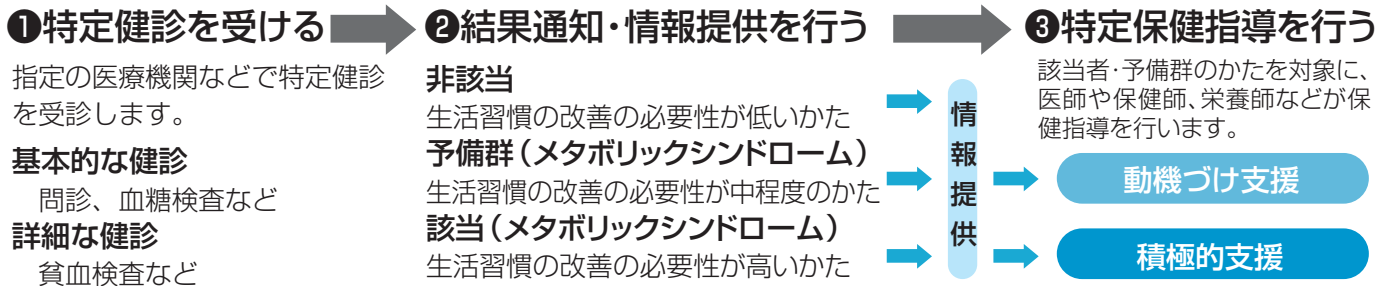 ❶特定健診を受ける
指定の医療機関などで特定健診
を受診します。
基本的な健診
問診、血糖検査など
詳細な健診
貧血検査など
❷結果通知・情報提供を行う
非該当
生活習慣の改善の必要性が低いかた
予備群（メタボリックシンドローム）
生活習慣の改善の必要性が中程度のかた
該当（メタボリックシンドローム）
生活習慣の改善の必要性が高いかた
情報提供
❸特定保健指導を行う
該当者・予備群のかたを対象に、
医師や保健師、栄養師などが保
健指導を行います。
動機づけ支援
積極的支援